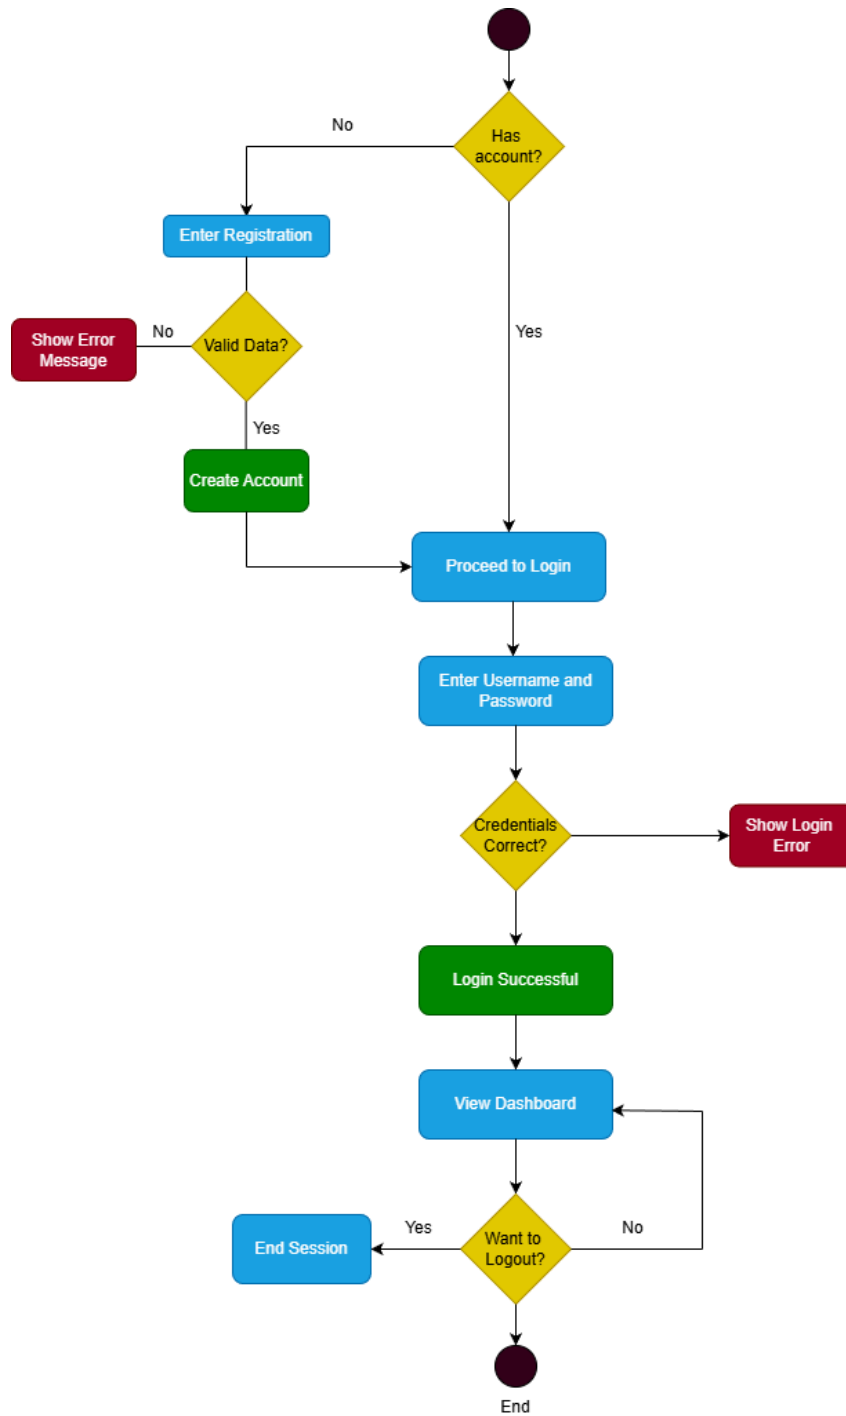 No
Has
account?
Enter Registration
Yes
Show Error
Message
No
Valid Data?
Yes
Create Account
Proceed to Login
Enter Username and
Password
Credentials
Correct?
Show Login
Error
Login Successful
View Dashboard
End Session
Yes
Want to
Logout?
No
End